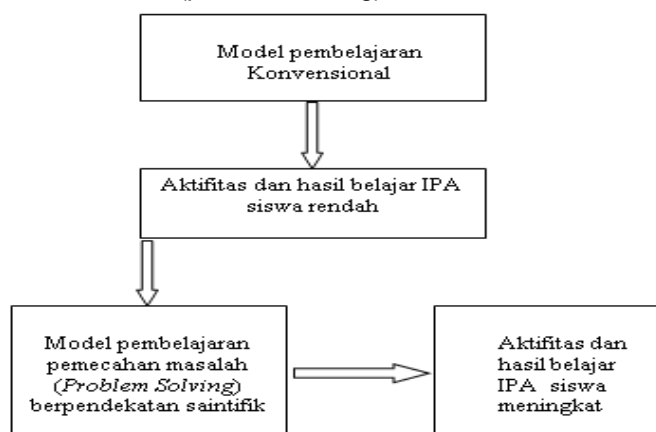 Model pembelajaran
Konvensional
Aktifitas dan hasil belajar IPA
siswa rendah
Model pembelajaran
pemecahan masalah
(Problem Solving)
berpendekatan saintifik
Aktifitas dan
hasil belajar
IPA siswa
meningkat